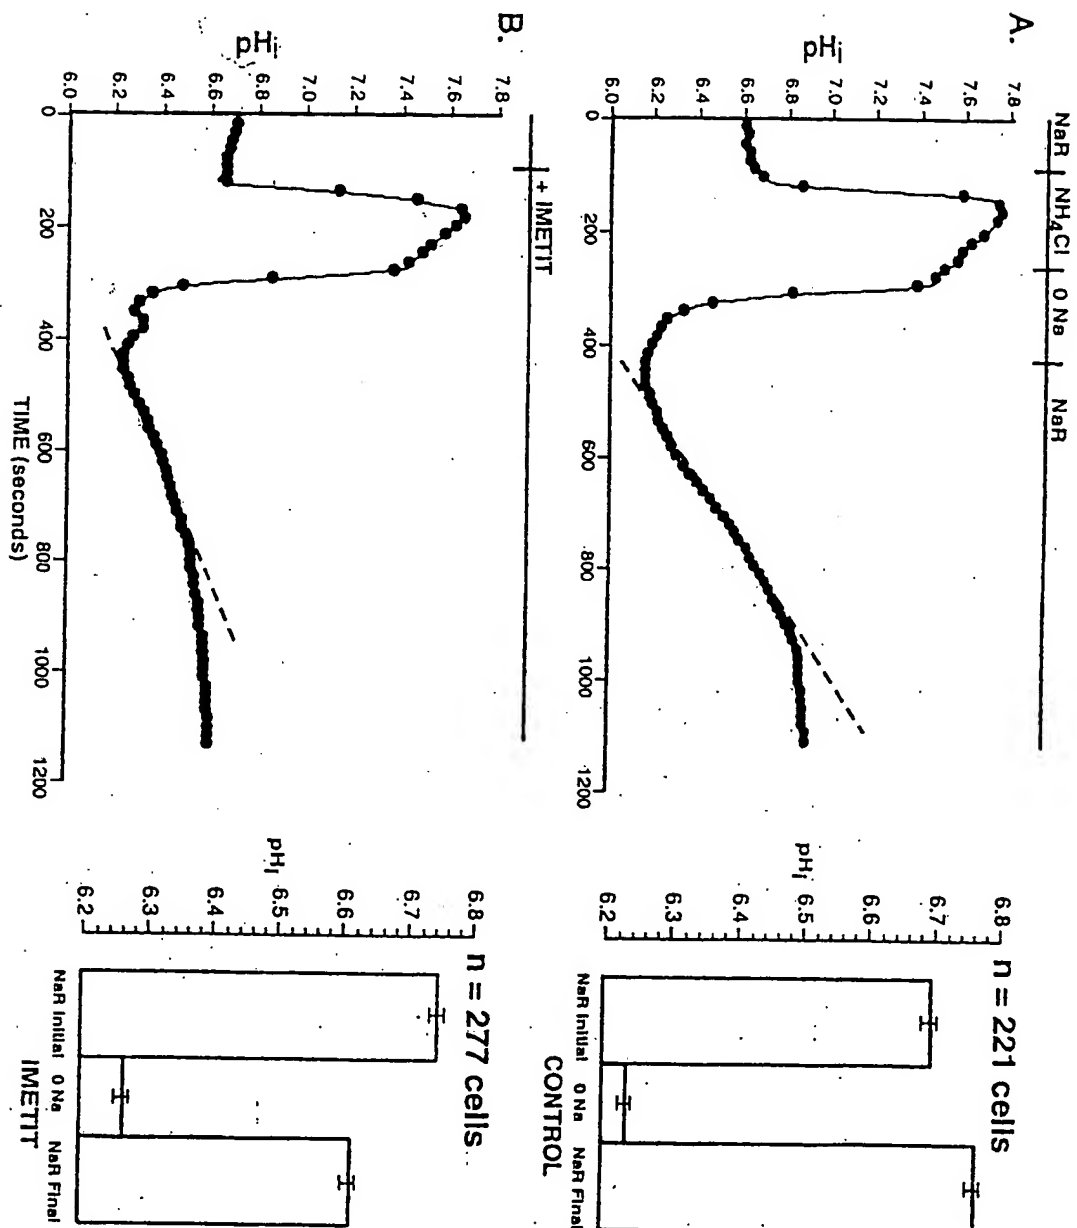 A.
NaR NH4Cl 0 Na NaR
pHi
7.8
7.6
7.4
7.2
7.0
6.8
6.6
6.4
6.2
6.0
0 200 400 600 800 1000 1200
n = 221 cells
pHi
6.8
6.7
6.6
6.5
6.4
6.3
6.2
NaR Initial 0 Na NaR Final
CONTROL
B.
+ IMETIT
pHi
7.8
7.6
7.4
7.2
7.0
6.8
6.6
6.4
6.2
6.0
0 200 400 600 800 1000 1200
TIME (seconds)
n = 277 cells
pHi
6.8
6.7
6.6
6.5
6.4
6.3
6.2
NaR Initial 0 Na NaR Final
IMETIT